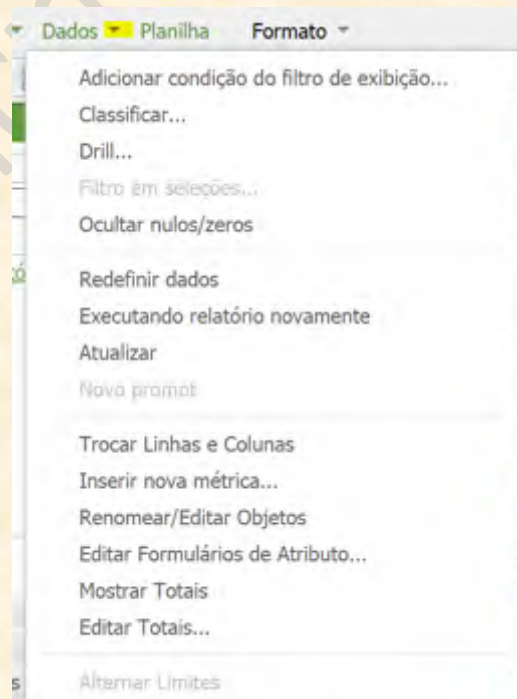 Dados Planilha Formato
Adicionar condição do filtro de exibição...
Classificar...
Drill...
Filtro em seleções...
Ocultar nulos/zeros
Redefinir dados
Executando relatório novamente
Atualizar
Novo prompt
Trocar Linhas e Colunas
Inserir nova métrica...
Renomear/Editar Objetos
Editar Formulários de Atributo...
Mostrar Totais
Editar Totais...
Alternar Limites